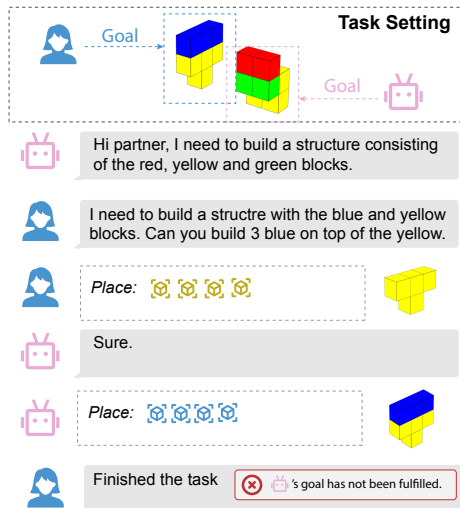 Task Setting
Goal
Goal
Hi partner, I need to build a structure consisting
of the red, yellow and green blocks.
I need to build a structre with the blue and yellow
blocks. Can you build 3 blue on top of the yellow.
Place:
Sure.
Place:
Finished the task
's goal has not been fulfilled.